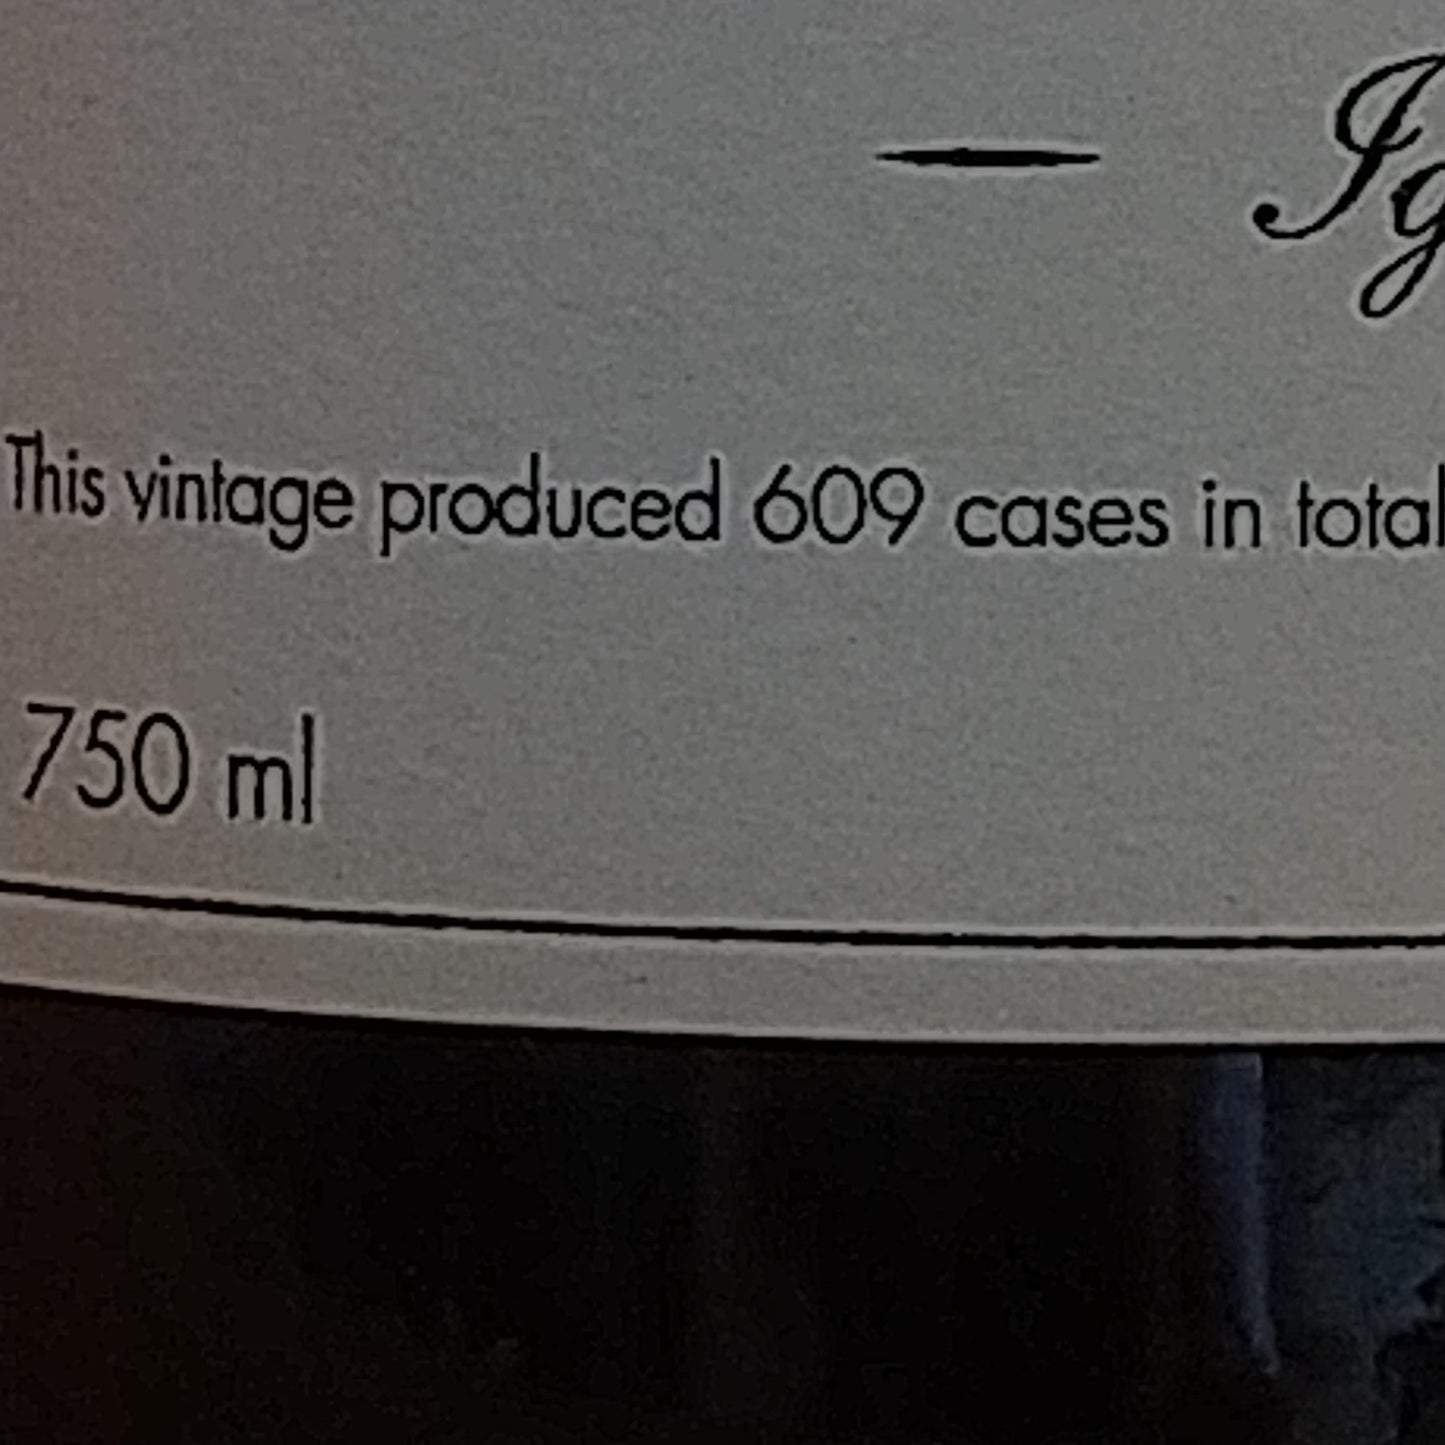 This vintage produced 609 cases in total
750 ml